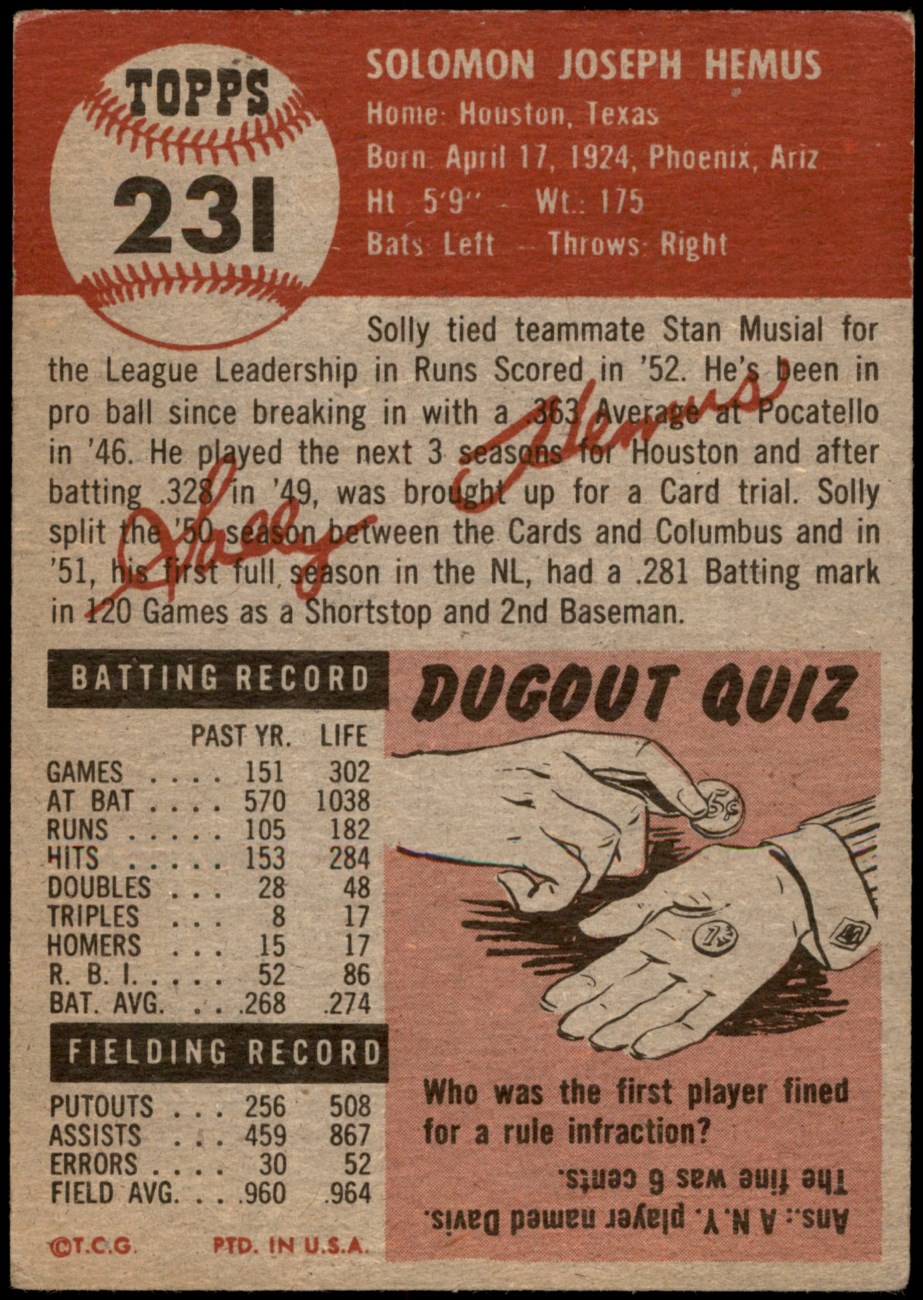 TOPPS
231
SOLOMON JOSEPH HEMUS
Home: Houston, Texas
Born: April 17, 1924, Phoenix, Ariz
Ht 5'9" - Wt.: 175
Bats: Left - Throws: Right
Solly tied teammate Stan Musial for
the League Leadership in Runs Scored in '52. He's been in
pro ball since breaking in with a .363 Average at Pocatello
in '46. He played the next 3 seasons for Houston and after
batting .328 in '49, was brought up for a Card trial. Solly
split the '50 season between the Cards and Columbus and in
'51, his first full season in the NL, had a .281 Batting mark
in 120 Games as a Shortstop and 2nd Baseman.
Solly Hemus
BATTING RECORD
PAST YR. LIFE
GAMES . . . . 151 302
AT BAT . . . . 570 1038
RUNS . . . . . 105 182
HITS . . . . . 153 284
DOUBLES . . . 28 48
TRIPLES . . . 8 17
HOMERS . . . 15 17
R. B. I. . . . . 52 86
BAT. AVG. . . .268 .274
FIELDING RECORD
PUTOUTS . . . 256 508
ASSISTS . . . 459 867
ERRORS . . . . 30 52
FIELD AVG. . . .960 .964
©T.C.G. PTD. IN U.S.A.
DUGOUT QUIZ
5¢
1¢
Who was the first player fined
for a rule infraction?
Ans.: A N.Y. player named Davis.
The fine was 6 cents.